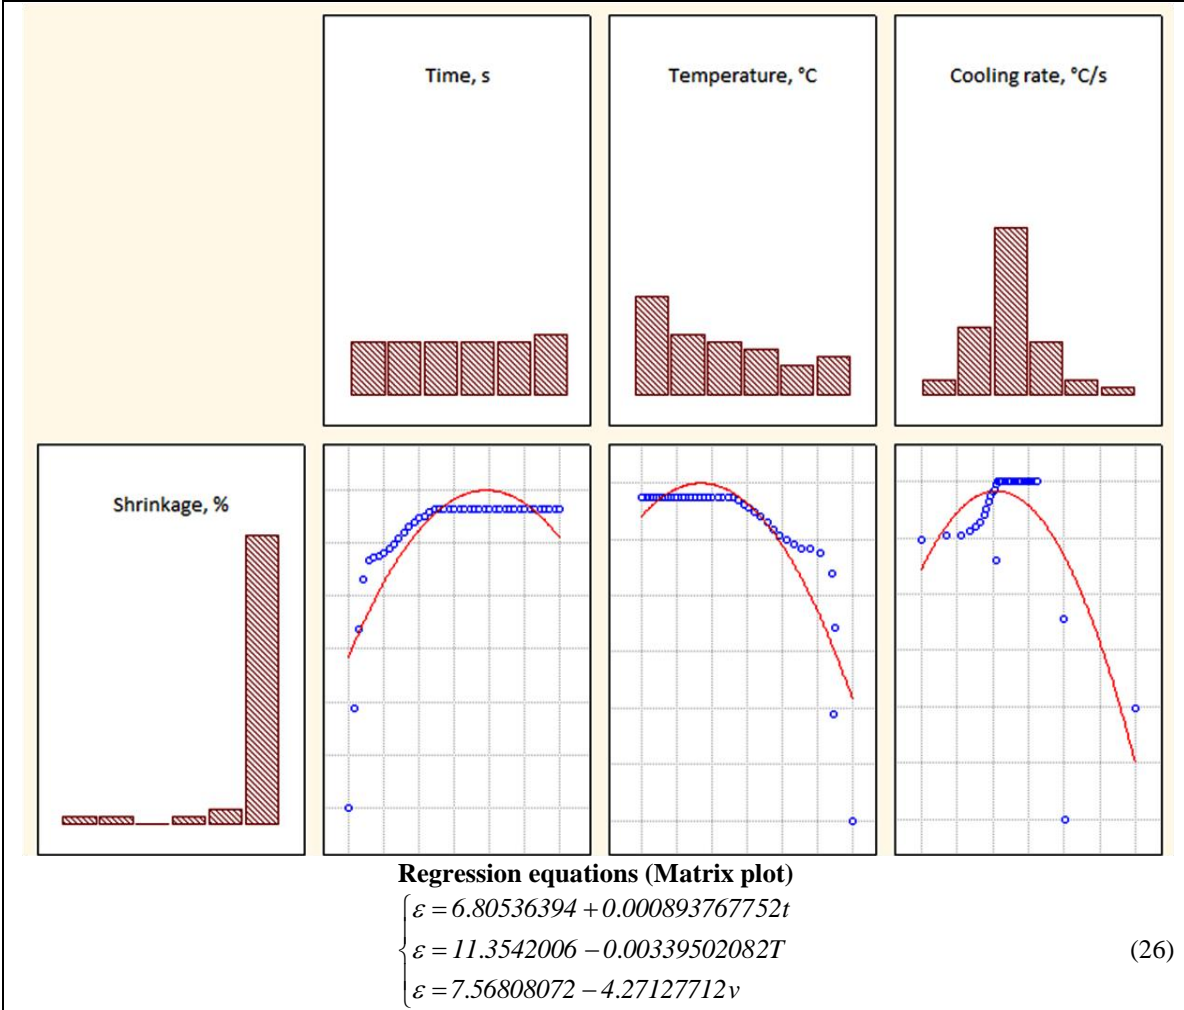 Time, s
Temperature, °C
Cooling rate, °C/s
Shrinkage, %
Regression equations (Matrix plot)
ε = 6.80536394 + 0.000893767752t
ε = 11.3542006 − 0.00339502082T
(26)
ε = 7.56808072 − 4.27127712v